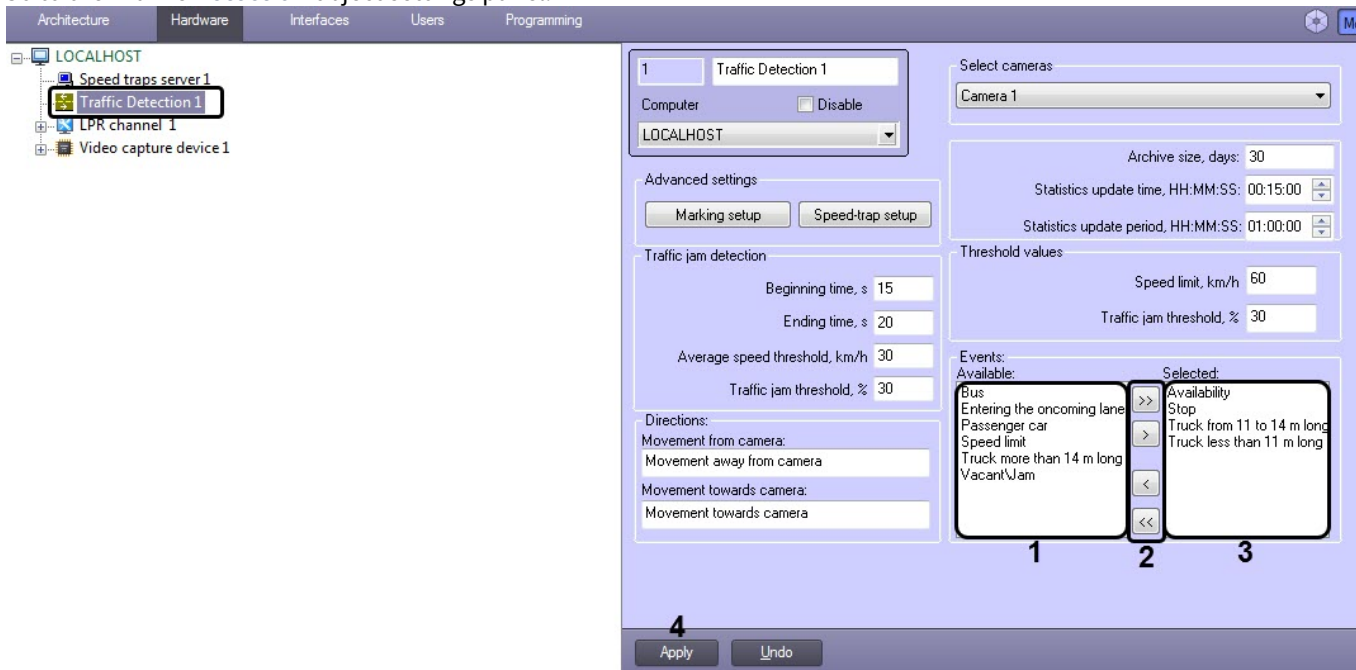 Architecture Hardware Interfaces Users Programming
LOCALHOST
Speed traps server 1
Traffic Detection 1
LPR channel 1
Video capture device 1
1 Traffic Detection 1
Computer Disable
LOCALHOST
Advanced settings
Marking setup Speed-trap setup
Traffic jam detection
Beginning time, s 15
Ending time, s 20
Average speed threshold, km/h 30
Traffic jam threshold, % 30
Directions:
Movement from camera:
Movement away from camera
Movement towards camera:
Movement towards camera
Select cameras
Camera 1
Archive size, days: 30
Statistics update time, HH:MM:SS: 00:15:00
Statistics update period, HH:MM:SS: 01:00:00
Threshold values
Speed limit, km/h 60
Traffic jam threshold, % 30
Events:
Available:
Bus
Entering the oncoming lane
Passenger car
Speed limit
Truck more than 14 m long
Vacant\Jam
>>
>
<
<<
Selected:
Availability
Stop
Truck from 11 to 14 m long
Truck less than 11 m long
1 2 3
4
Apply Undo